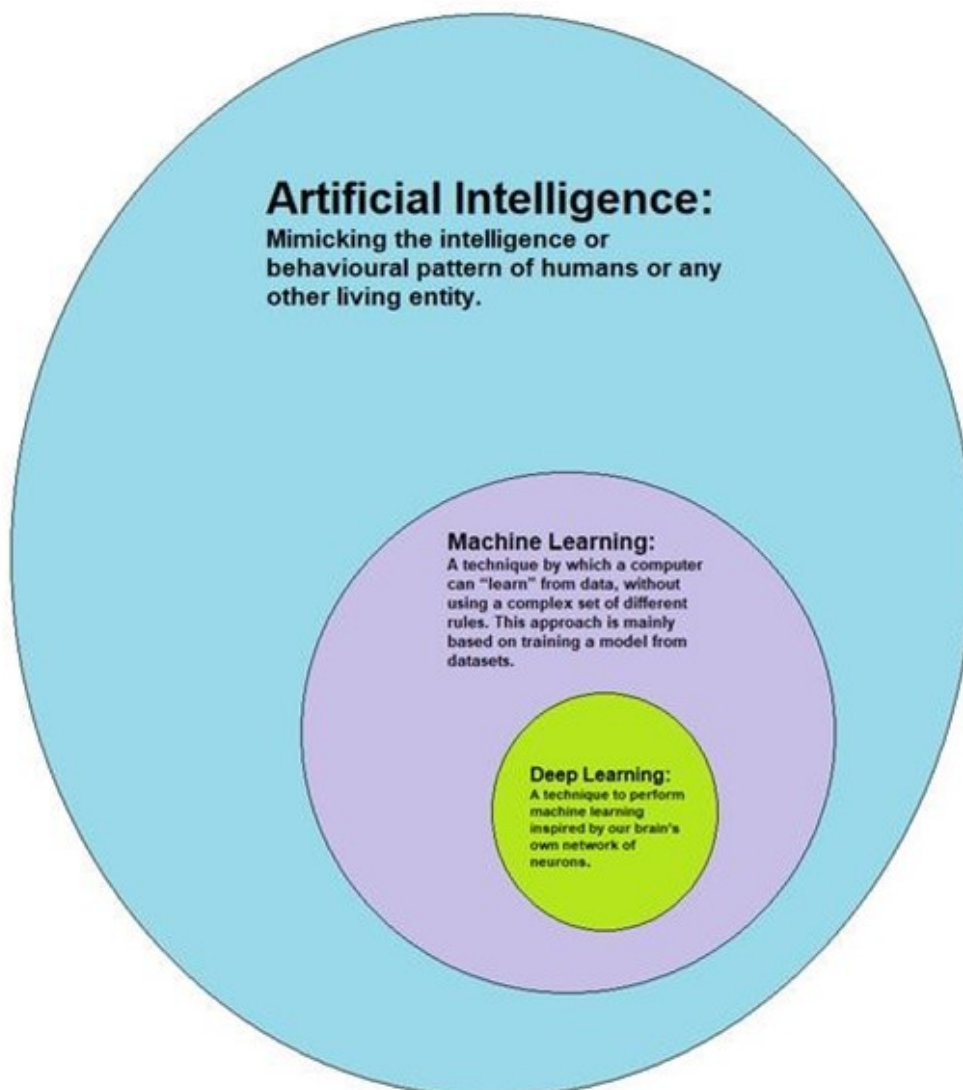 Artificial Intelligence:
Mimicking the intelligence or
behavioural pattern of humans or any
other living entity.
Machine Learning:
A technique by which a computer
can “learn” from data, without
using a complex set of different
rules. This approach is mainly
based on training a model from
datasets.
Deep Learning:
A technique to perform
machine learning
inspired by our brain's
own network of
neurons.